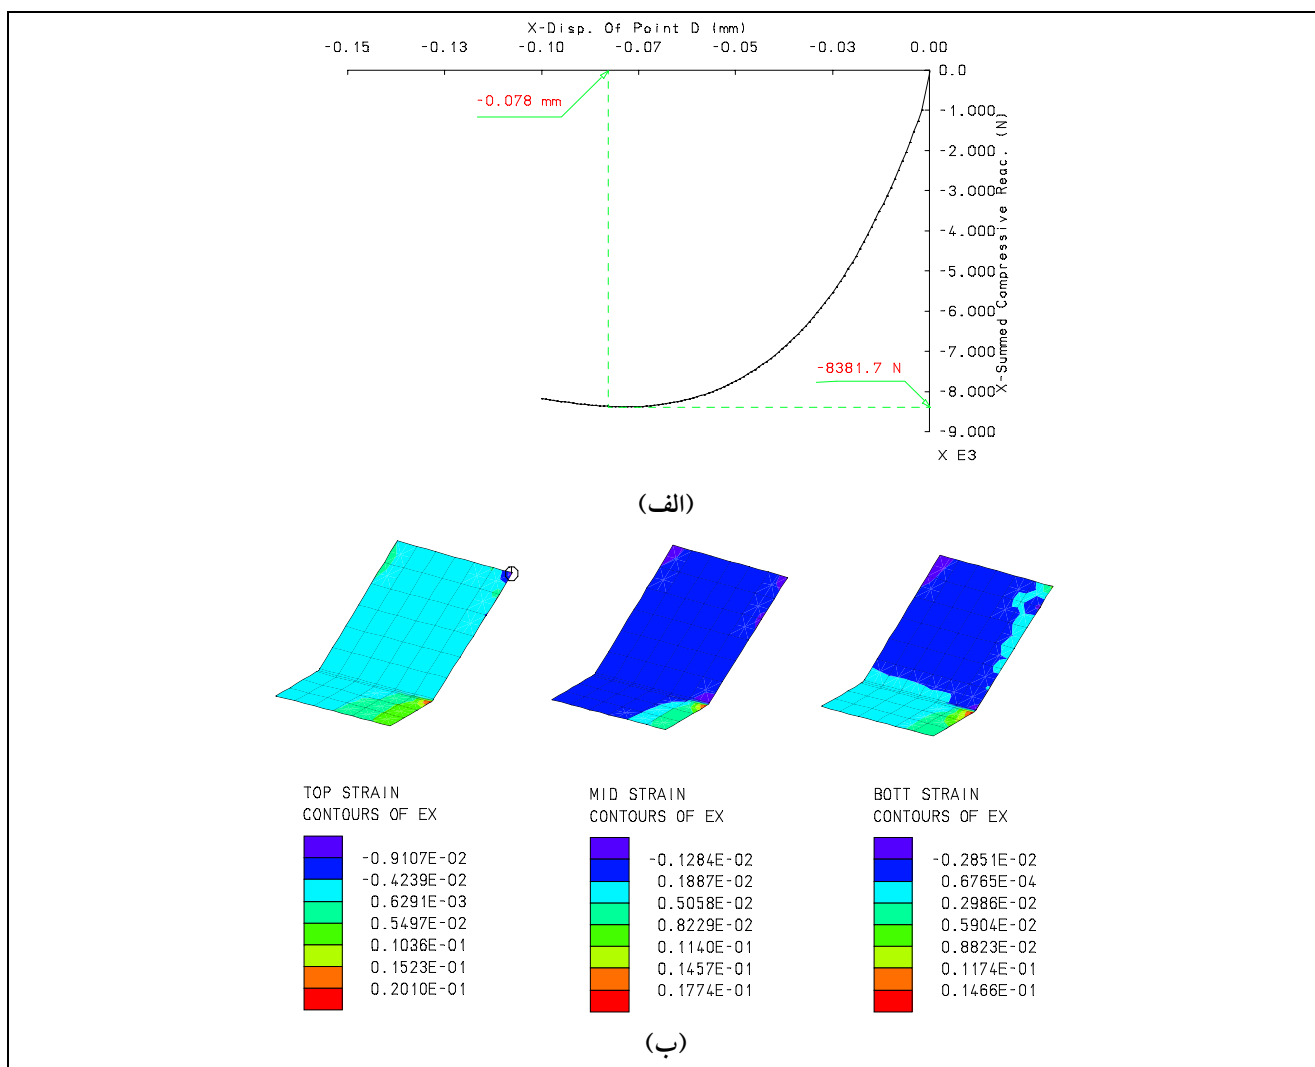 X-Disp. Of Point D (mm)
-0.15 -0.13 -0.10 -0.07 -0.05 -0.03 0.00
0.0
-0.078 mm
-1.000
-2.000
-3.000
-4.000
-5.000
-6.000
-7.000
-8.000
-9.000
X-Summed Compressive Reac. (N)
-8381.7 N
X E3
(الف)
TOP STRAIN
CONTOURS OF EX
-0.9107E-02
-0.4239E-02
0.6291E-03
0.5497E-02
0.1036E-01
0.1523E-01
0.2010E-01
MID STRAIN
CONTOURS OF EX
-0.1284E-02
0.1887E-02
0.5058E-02
0.8229E-02
0.1140E-01
0.1457E-01
0.1774E-01
BOTT STRAIN
CONTOURS OF EX
-0.2851E-02
0.6765E-04
0.2986E-02
0.5904E-02
0.8823E-02
0.1174E-01
0.1466E-01
(ب)